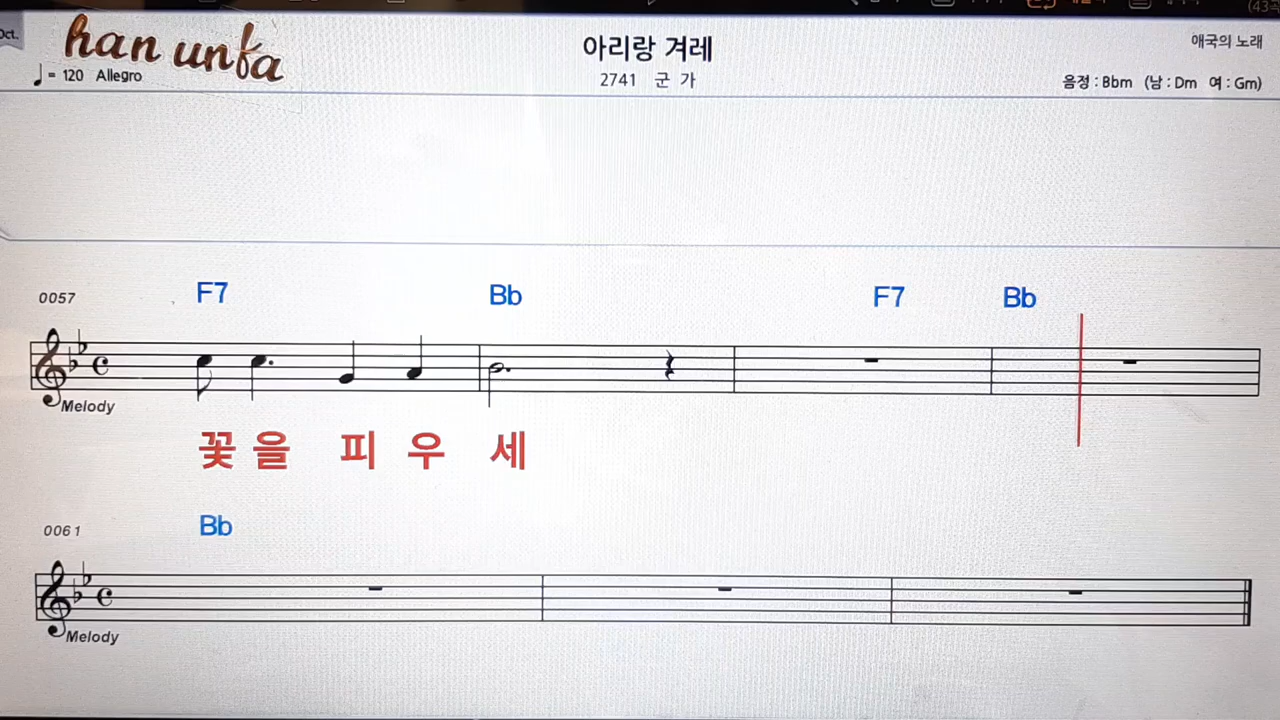 Oct.
han unfa
아리랑 겨레
애국의 노래
♩= 120 Allegro
2741 군 가
음정 : Bbm (남 : Dm 여 : Gm)
F7 Bb F7 Bb
0057
Melody
꽃 을 피 우 세
0061
Bb
Melody